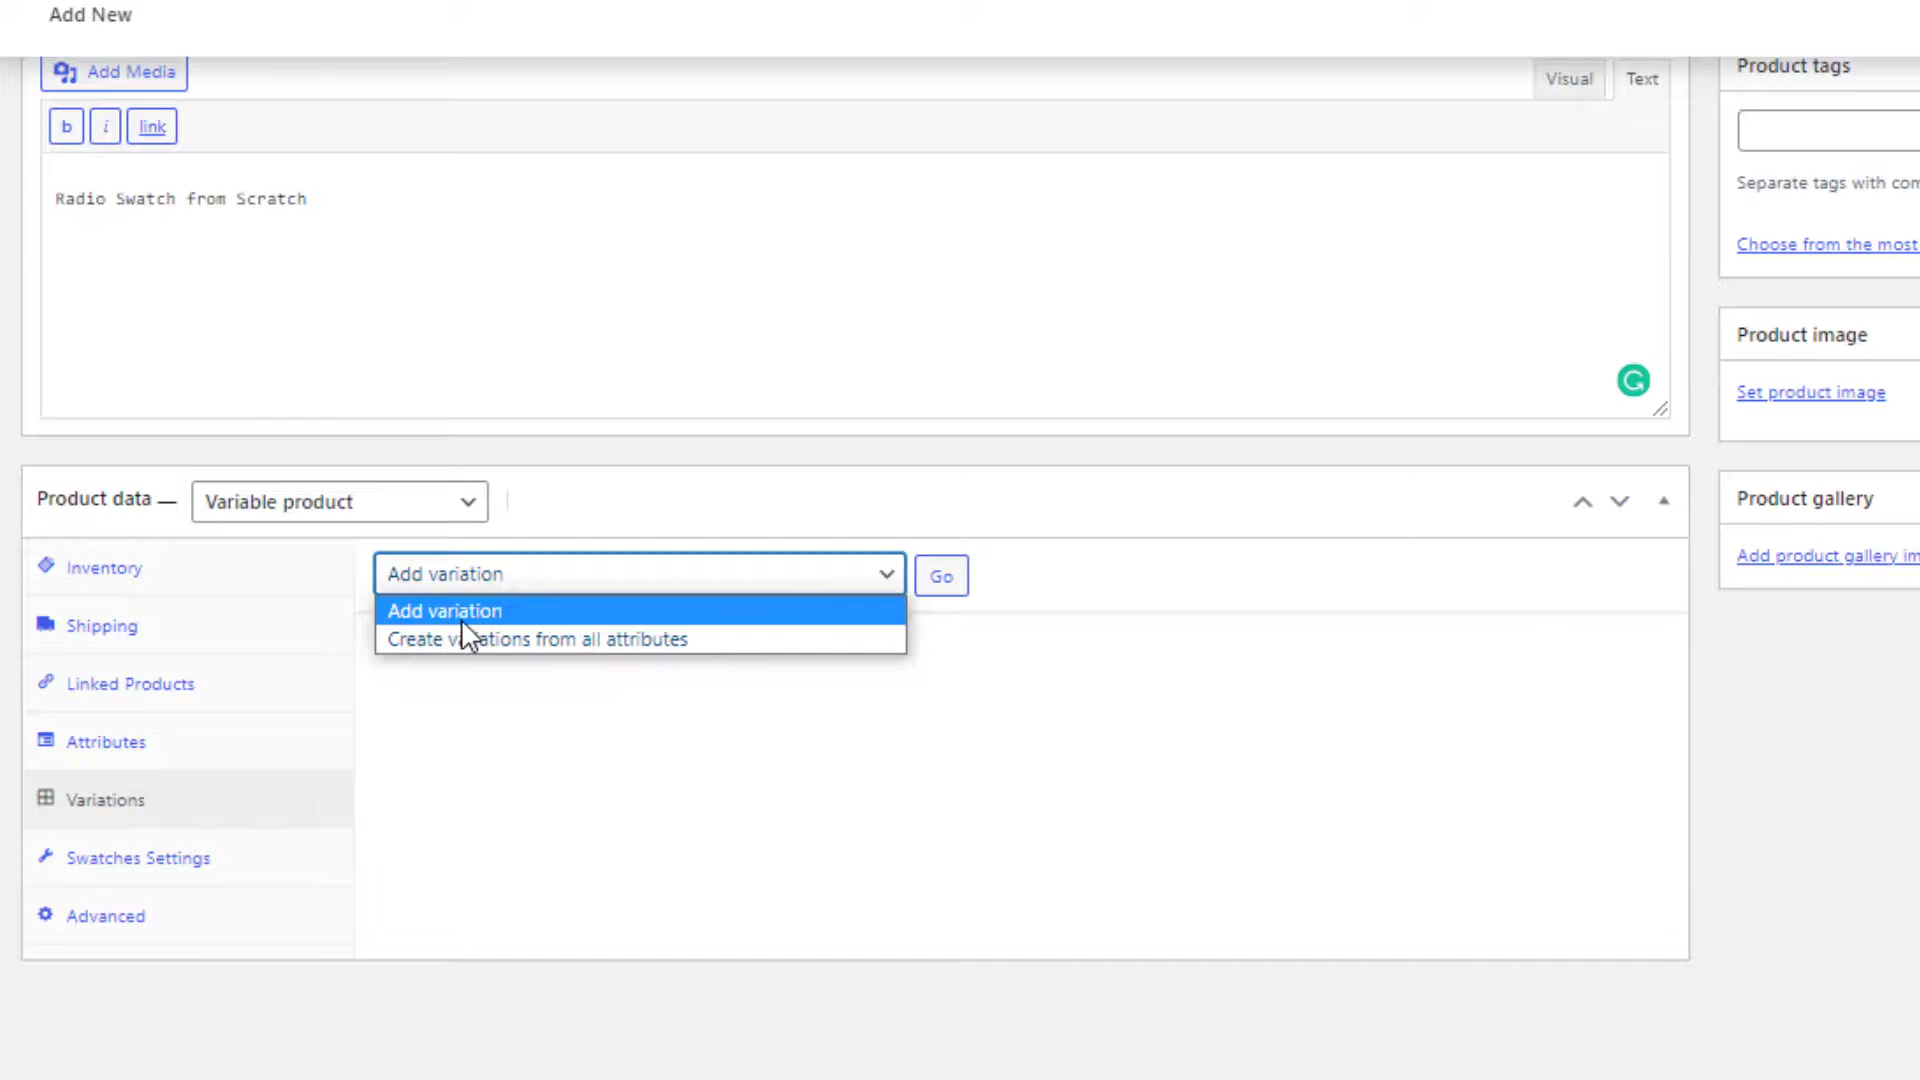 Add New
Add Media
Visual
Text
b
i
link
Radio Swatch from Scratch
Product tags
Separate tags with com
Choose from the most
Product image
Set product image
Product gallery
Add product gallery im
Product data —
Variable product
Inventory
Shipping
Linked Products
Attributes
Variations
Swatches Settings
Advanced
Add variation
Go
Add variation
Create variations from all attributes